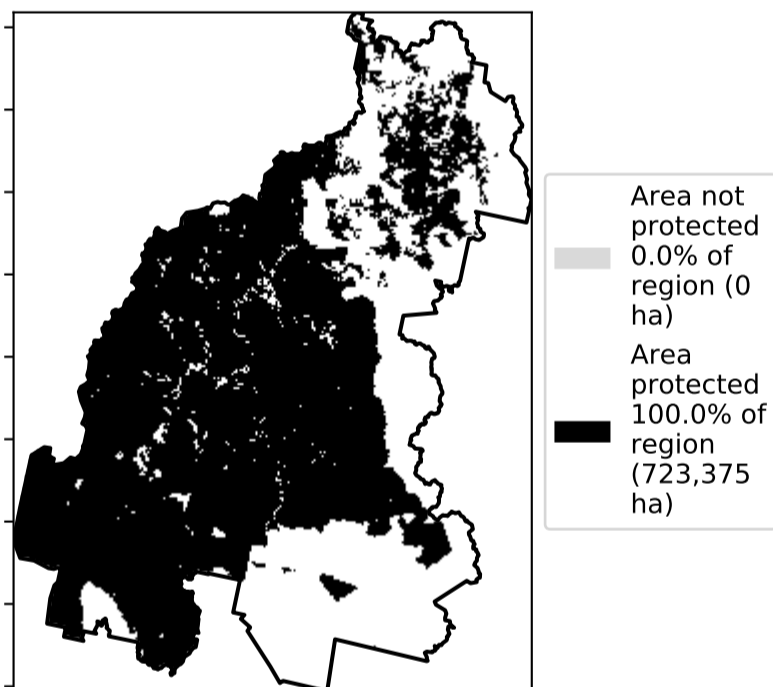 Area not
protected
0.0% of
region (0
ha)
Area
protected
100.0% of
region
(723,375
ha)